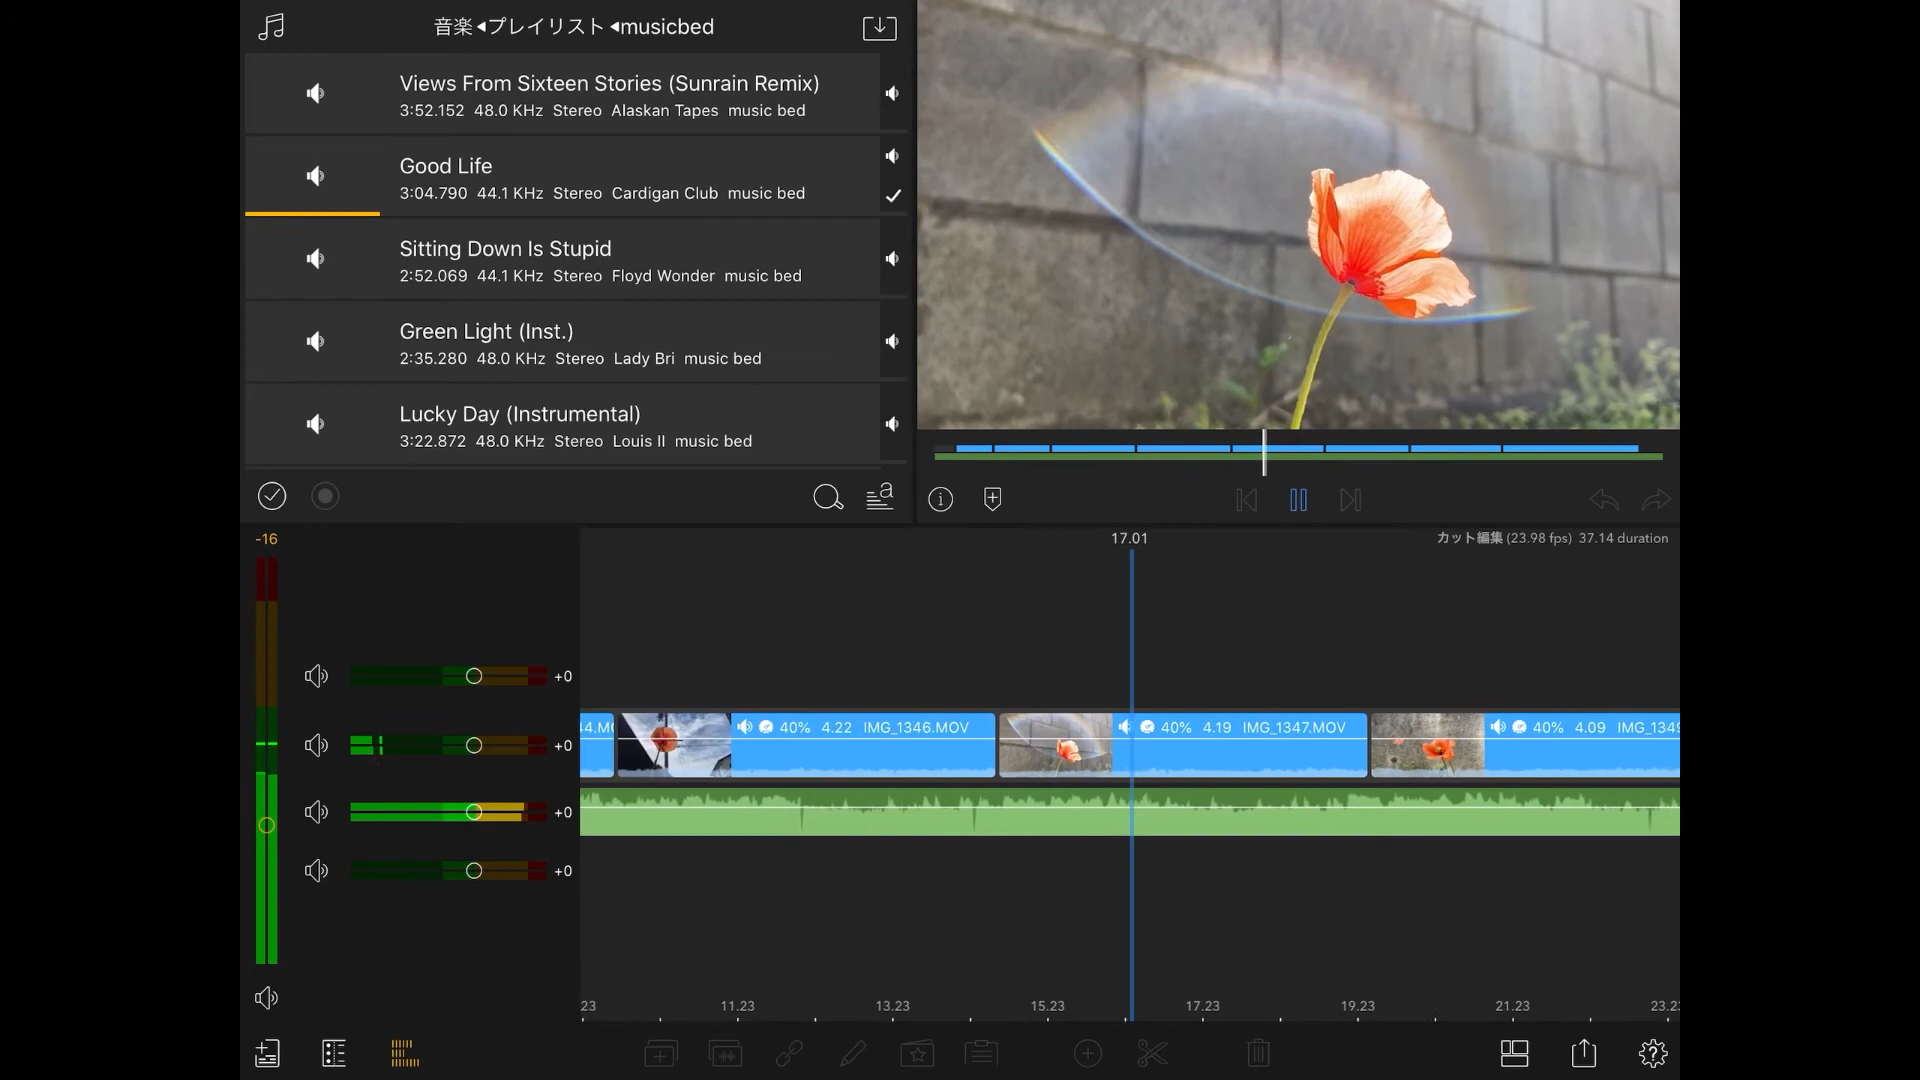 音楽◂プレイリスト◂musicbed
Views From Sixteen Stories (Sunrain Remix)
3:52.152 48.0 KHz Stereo Alaskan Tapes music bed
Good Life
3:04.790 44.1 KHz Stereo Cardigan Club music bed
Sitting Down Is Stupid
2:52.069 44.1 KHz Stereo Floyd Wonder music bed
Green Light (Inst.)
2:35.280 48.0 KHz Stereo Lady Bri music bed
Lucky Day (Instrumental)
3:22.872 48.0 KHz Stereo Louis II music bed
-16
17.01
カット編集 (23.98 fps) 37.14 duration
+0
4.M 40% 4.22 IMG_1346.MOV 40% 4.19 IMG_1347.MOV 40% 4.09 IMG_1349
+0
+0
+0
23 11.23 13.23 15.23 17.23 19.23 21.23 23.2